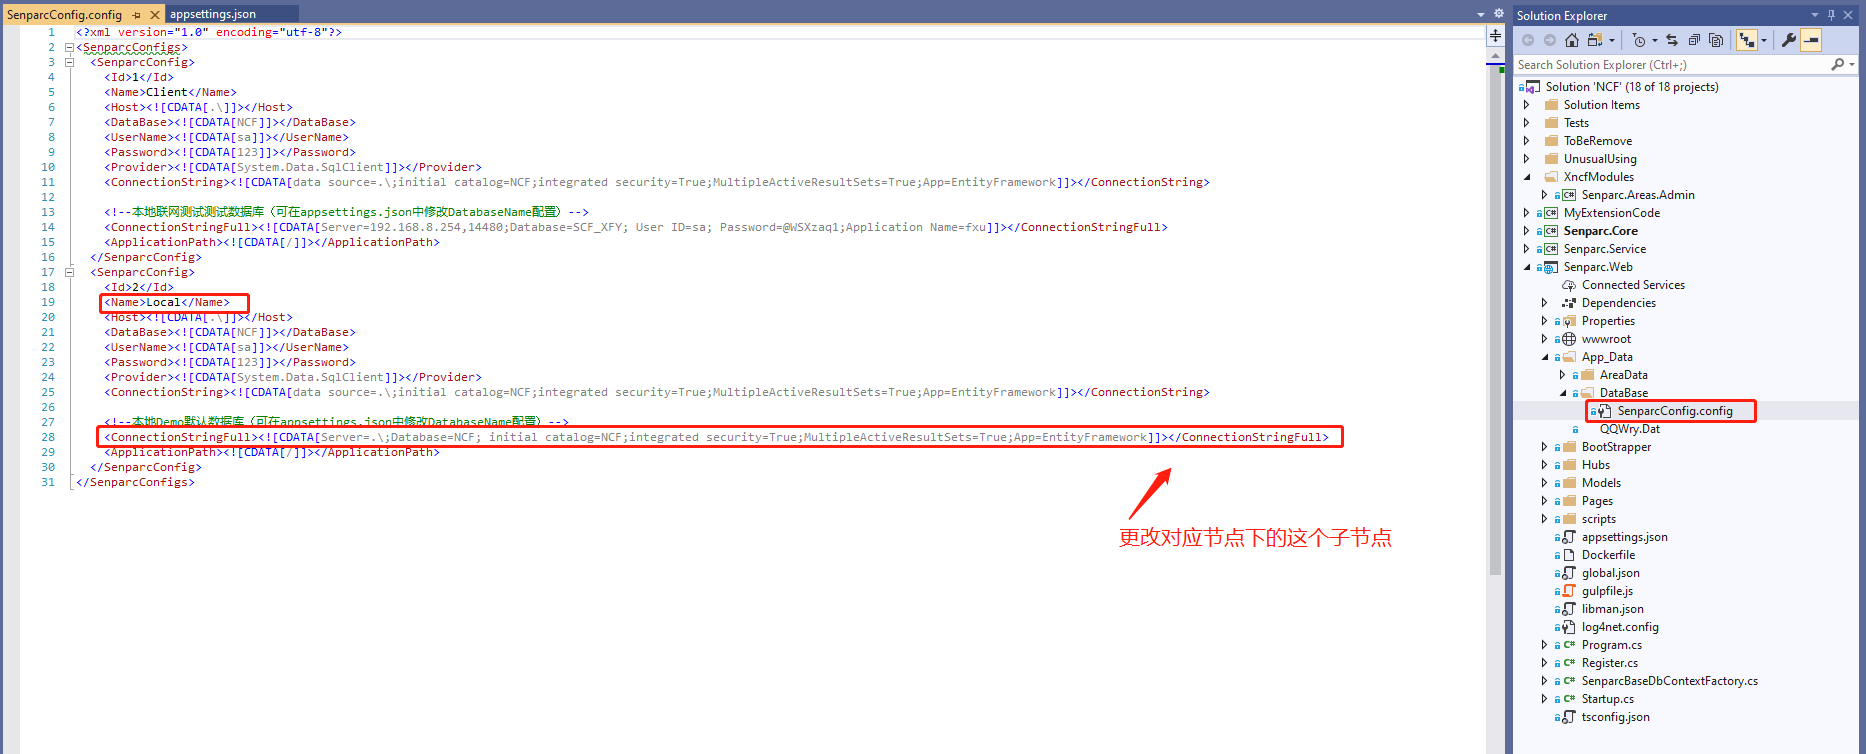 SenparcConfig.config
appsettings.json
1 <?xml version="1.0" encoding="utf-8"?>
2 <SenparcConfigs>
3 <SenparcConfig>
4 <Id>1</Id>
5 <Name>Client</Name>
6 <Host><![CDATA[.\]]></Host>
7 <DataBase><![CDATA[NCF]]></DataBase>
8 <UserName><![CDATA[sa]]></UserName>
9 <Password><![CDATA[123]]></Password>
10 <Provider><![CDATA[System.Data.SqlClient]]></Provider>
11 <ConnectionString><![CDATA[data source=.\;initial catalog=NCF;integrated security=True;MultipleActiveResultSets=True;App=EntityFramework]]></ConnectionString>
12
13 <!--本地联网测试测试数据库（可在appsettings.json中修改DatabaseName配置）-->
14 <ConnectionStringFull><![CDATA[Server=192.168.8.254,14480;Database=SCF_XFY; User ID=sa; Password=@WSXzaq1;Application Name=fxu]]></ConnectionStringFull>
15 <ApplicationPath><![CDATA[/]]></ApplicationPath>
16 </SenparcConfig>
17 <SenparcConfig>
18 <Id>2</Id>
19 <Name>Local</Name>
20 <Host><![CDATA[.\]]></Host>
21 <DataBase><![CDATA[NCF]]></DataBase>
22 <UserName><![CDATA[sa]]></UserName>
23 <Password><![CDATA[123]]></Password>
24 <Provider><![CDATA[System.Data.SqlClient]]></Provider>
25 <ConnectionString><![CDATA[data source=.\;initial catalog=NCF;integrated security=True;MultipleActiveResultSets=True;App=EntityFramework]]></ConnectionString>
26
27 <!--本地Demo默认数据库（可在appsettings.json中修改DatabaseName配置）-->
28 <ConnectionStringFull><![CDATA[Server=.\;Database=NCF; initial catalog=NCF;integrated security=True;MultipleActiveResultSets=True;App=EntityFramework]]></ConnectionStringFull>
29 <ApplicationPath><![CDATA[/]]></ApplicationPath>
30 </SenparcConfig>
31 </SenparcConfigs>
更改对应节点下的这个子节点
Solution Explorer
Search Solution Explorer (Ctrl+;)
Solution 'NCF' (18 of 18 projects)
Solution Items
Tests
ToBeRemove
UnusualUsing
XncfModules
C# Senparc.Areas.Admin
C# MyExtensionCode
C# Senparc.Core
C# Senparc.Service
Senparc.Web
Connected Services
Dependencies
Properties
wwwroot
App_Data
AreaData
DataBase
SenparcConfig.config
QQWry.Dat
BootStrapper
Hubs
Models
Pages
scripts
appsettings.json
Dockerfile
global.json
gulpfile.js
libman.json
log4net.config
C# Program.cs
C# Register.cs
C# SenparcBaseDbContextFactory.cs
C# Startup.cs
tsconfig.json